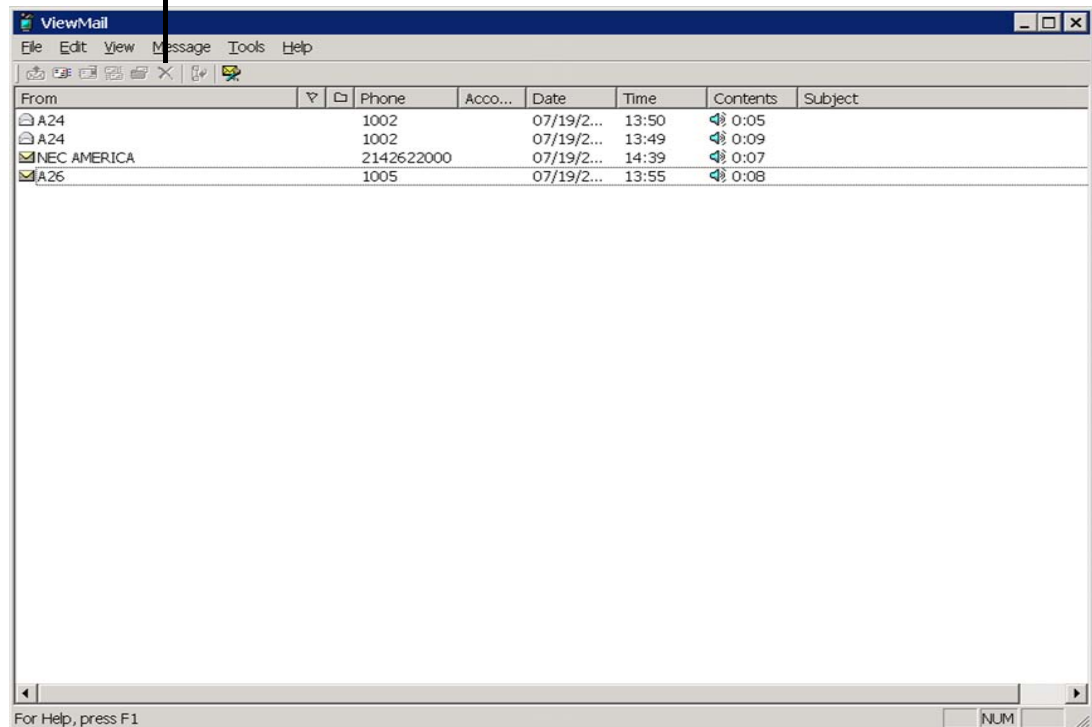 ViewMail
File Edit View Message Tools Help
From Phone Acco... Date Time Contents Subject
A24 1002 07/19/2... 13:50 0:05
A24 1002 07/19/2... 13:49 0:09
NEC AMERICA 2142622000 07/19/2... 14:39 0:07
A26 1005 07/19/2... 13:55 0:08
For Help, press F1 NUM